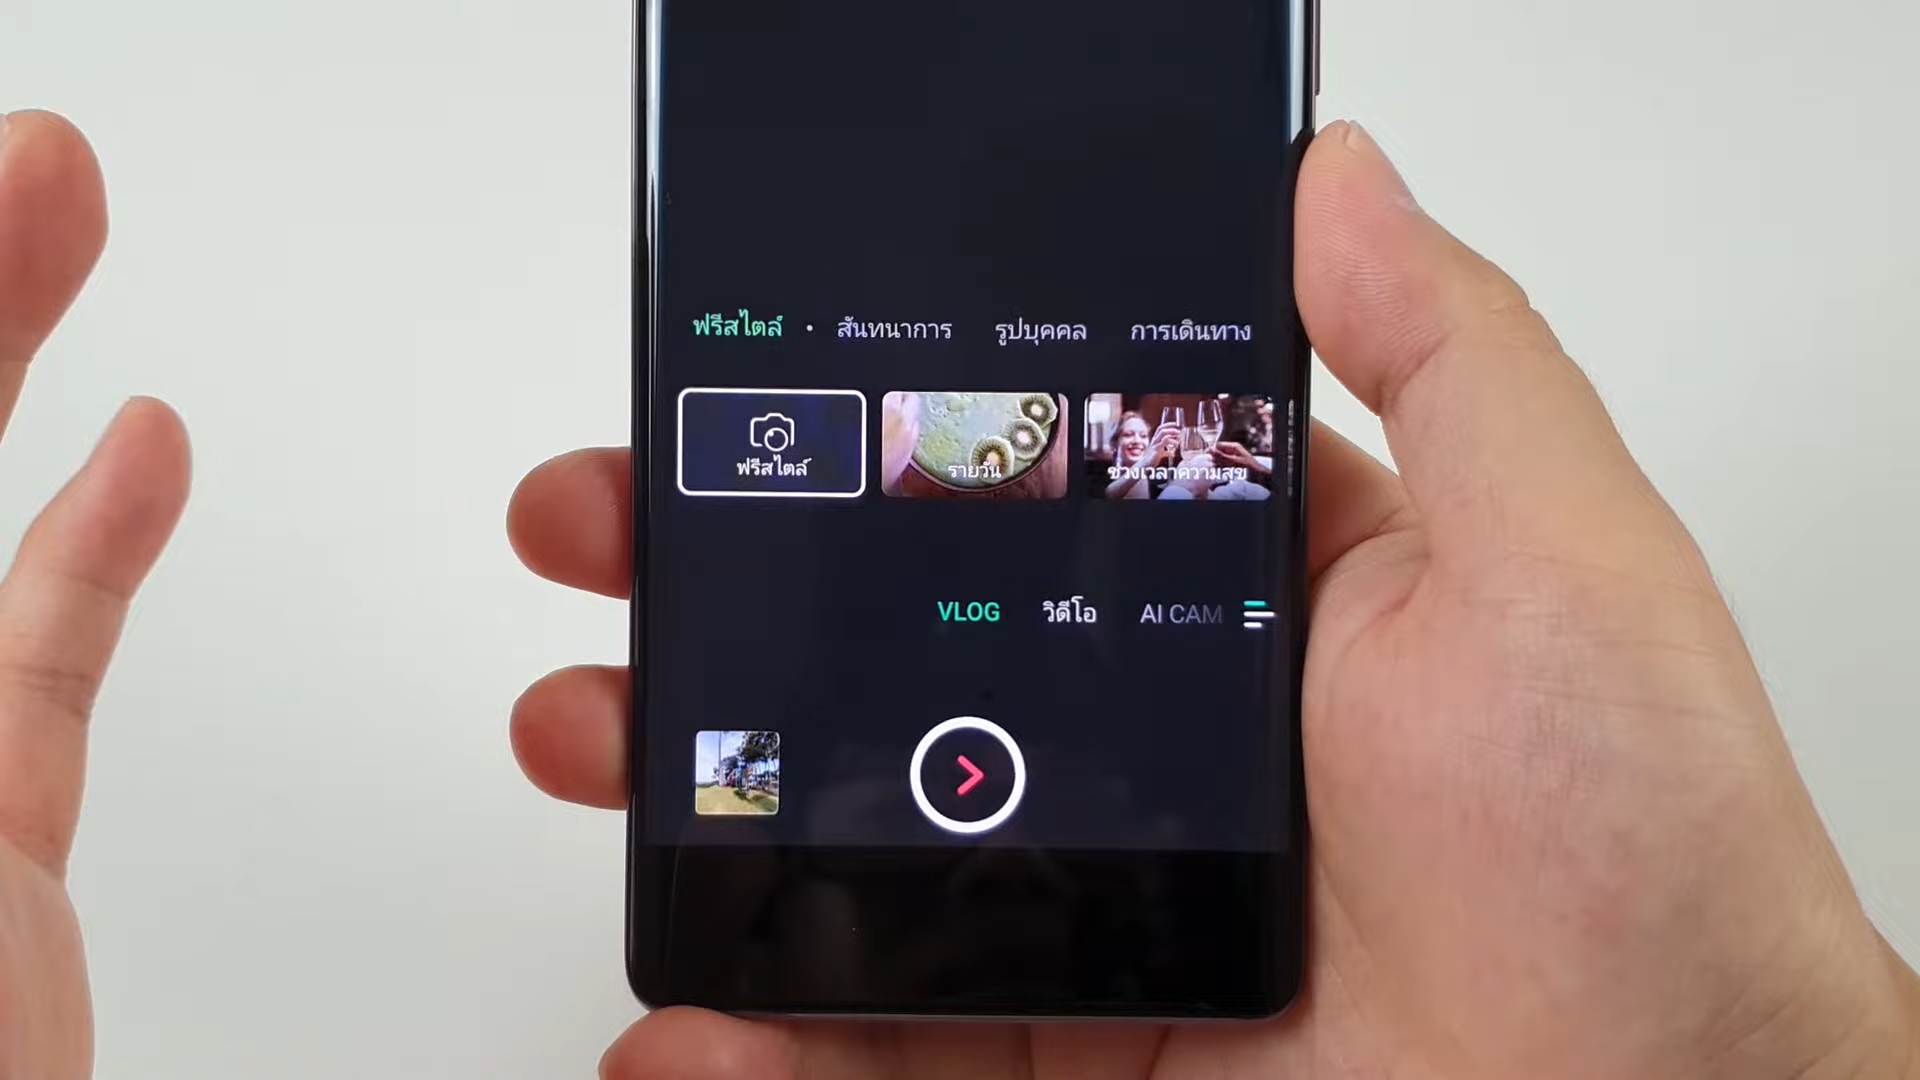 ฟรีสไตล์ • สันทนาการ รูปบุคคล การเดินทาง
ฟรีสไตล์ รายวัน ช่วงเวลาความสุข
VLOG วิดีโอ AI CAM